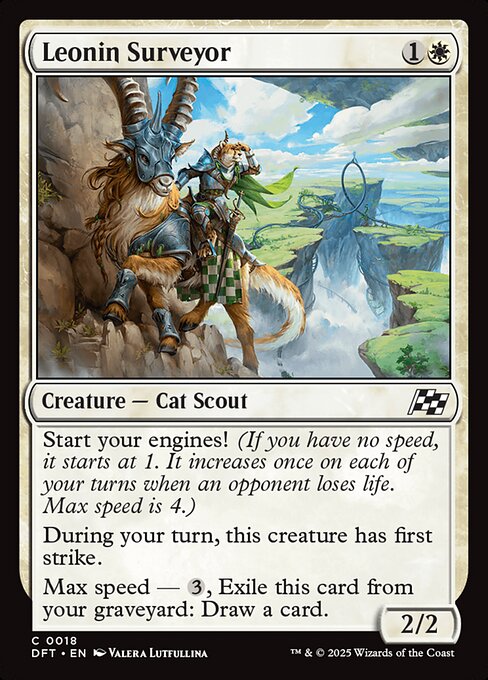 Leonin Surveyor 1
Creature — Cat Scout
Start your engines! (If you have no speed,
it starts at 1. It increases once on each of
your turns when an opponent loses life.
Max speed is 4.)
During your turn, this creature has first
strike.
Max speed — 3, Exile this card from
your graveyard: Draw a card.
2/2
C 0018
DFT • EN Valera Lutfullina
™ & © 2025 Wizards of the Coast